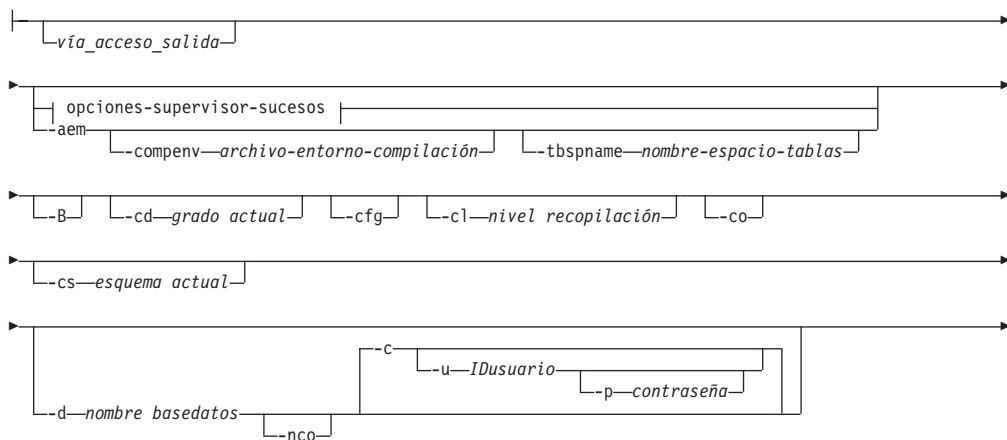 vía_acceso_salida
opciones-supervisor-sucesos
-aem
-compenv archivo-entorno-compilación -tbspname nombre-espacio-tablas
-B -cd grado actual -cfg -cl nivel recopilación -co
-cs esquema actual
-c
-u IDusuario
-p contraseña
-d nombre basedatos
-nco